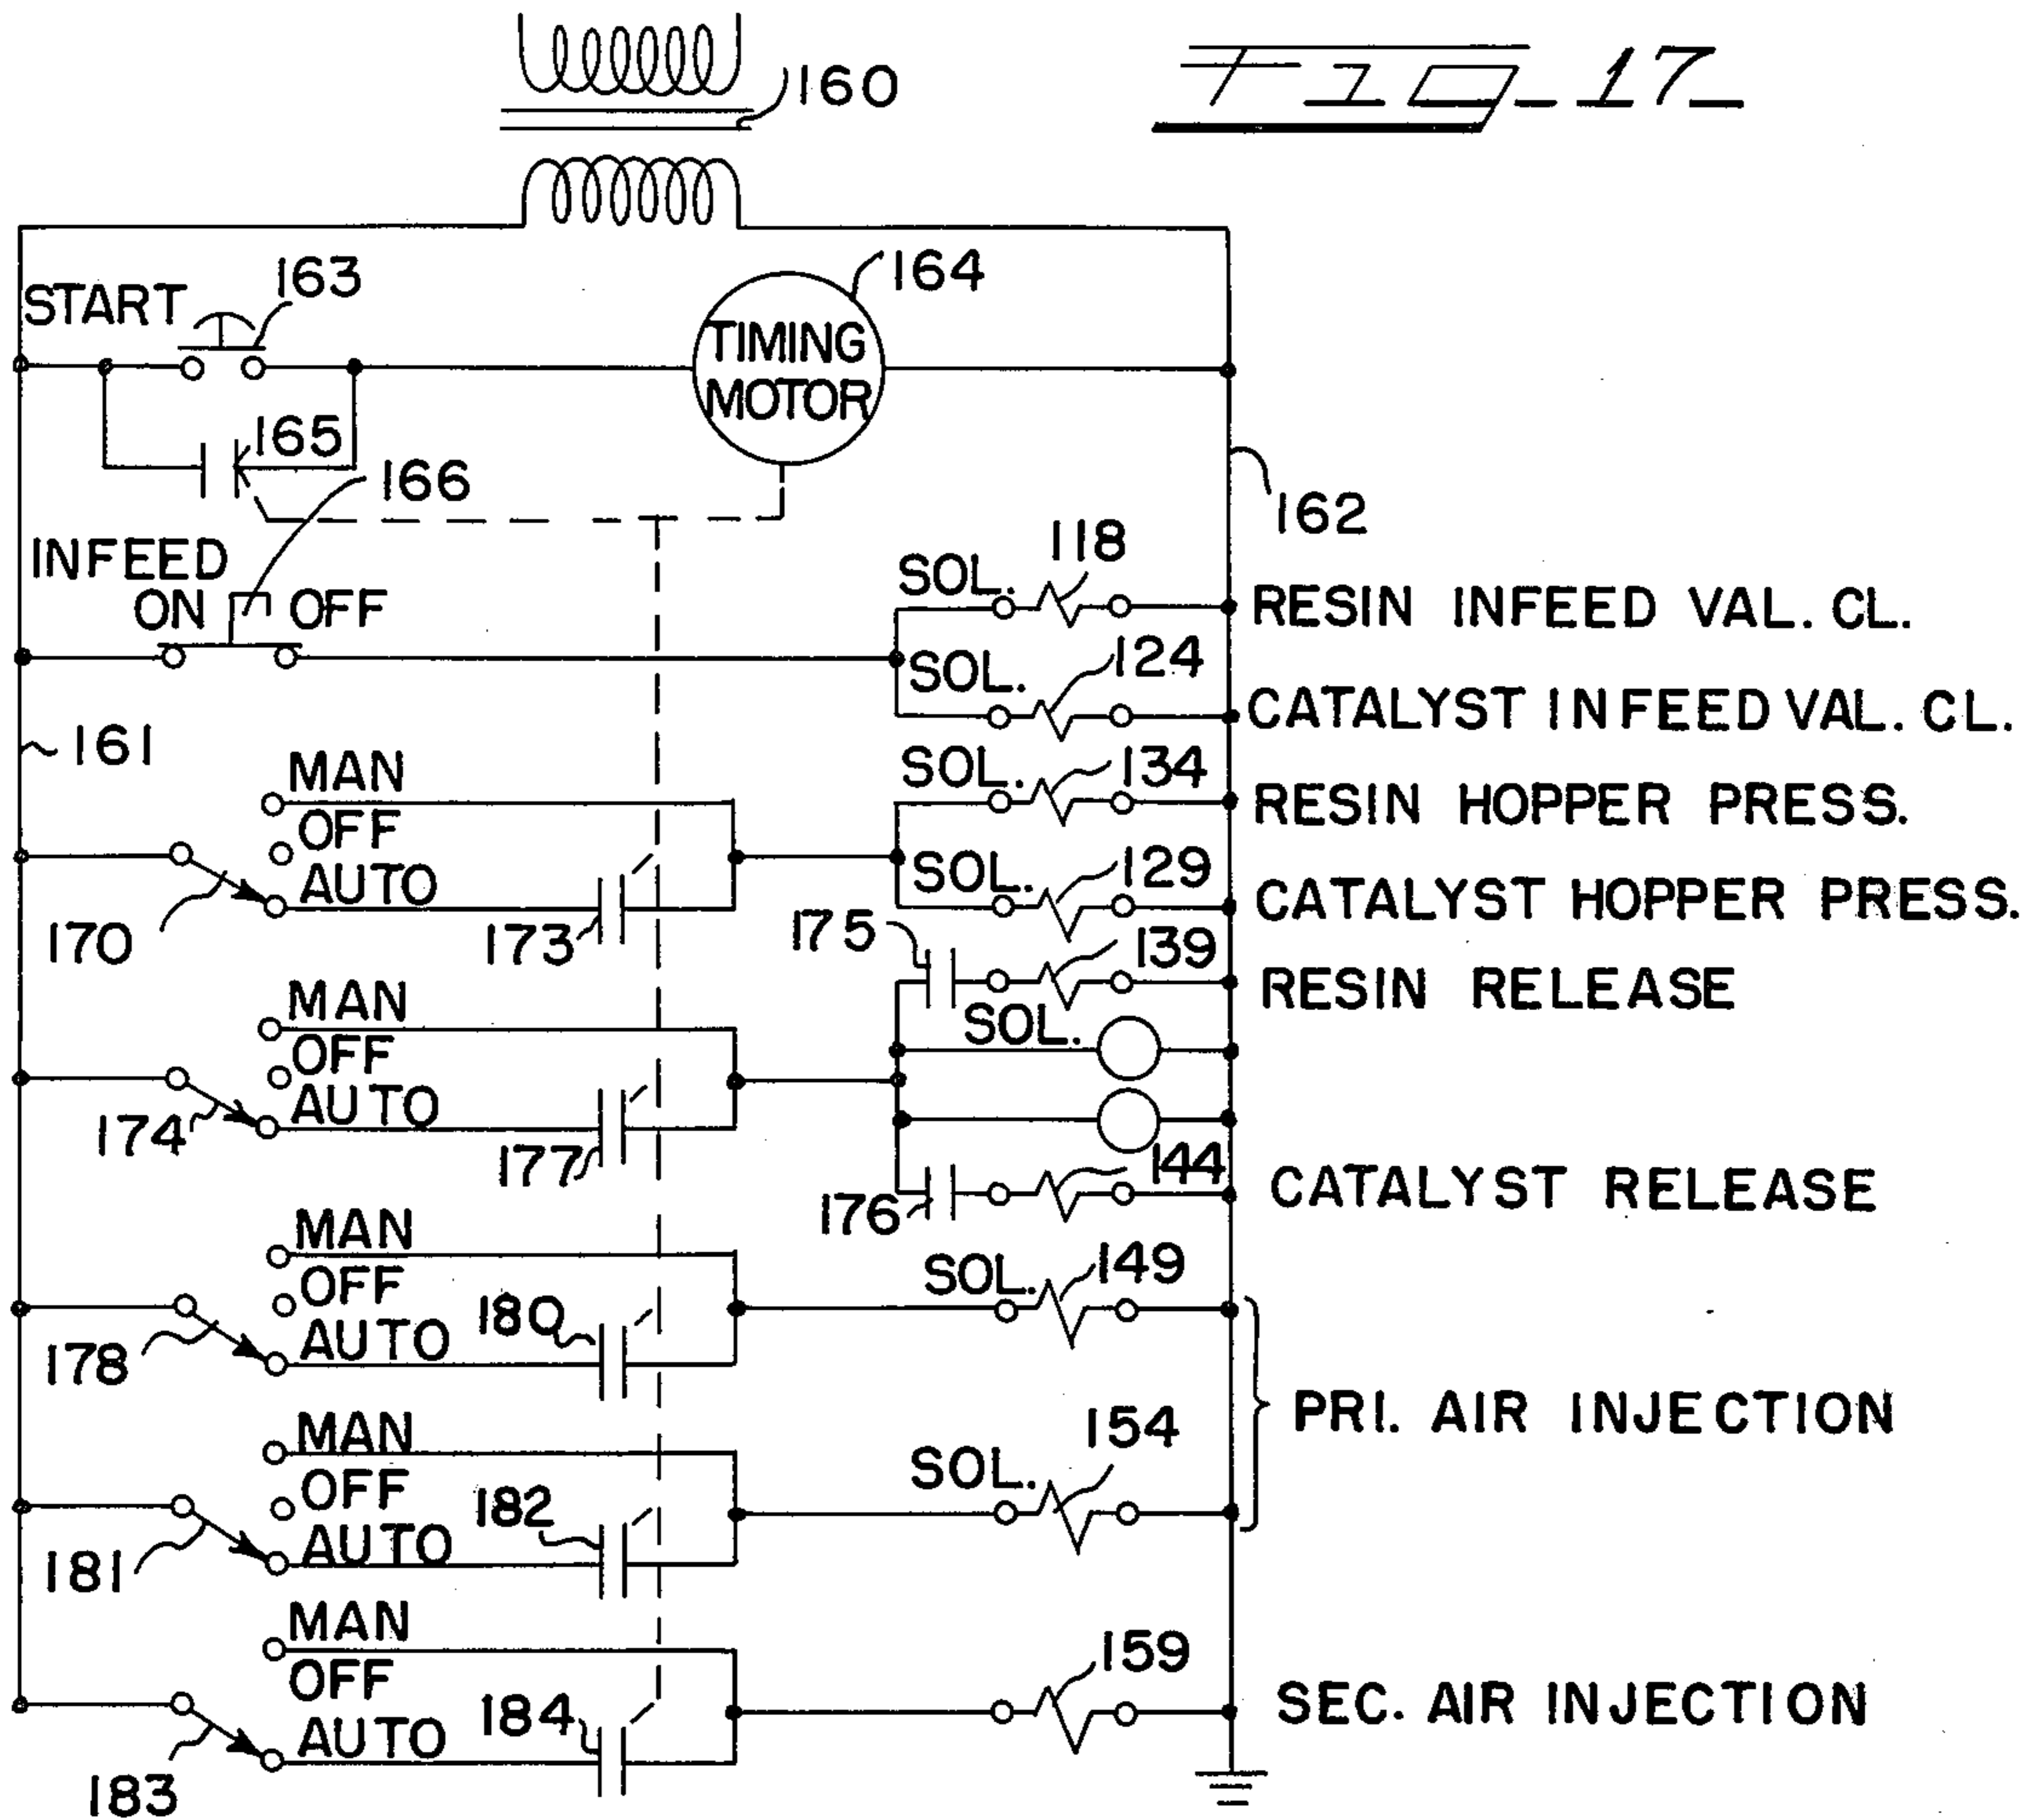 Fig-17-
160
START
163
164
TIMING
MOTOR
165
166
162
INFEED
ON OFF
SOL. 118 RESIN INFEED VAL. CL.
SOL. 124 CATALYST INFEED VAL. CL.
161
MAN
OFF
AUTO
170
173
SOL. 134 RESIN HOPPER PRESS.
SOL. 129 CATALYST HOPPER PRESS.
175
139 RESIN RELEASE
SOL.
MAN
OFF
AUTO
174
177
176
144 CATALYST RELEASE
MAN
OFF
AUTO
178
180
SOL. 149
PRI. AIR INJECTION
MAN
OFF
AUTO
181
182
SOL. 154
MAN
OFF
AUTO
183
184
159 SEC. AIR INJECTION